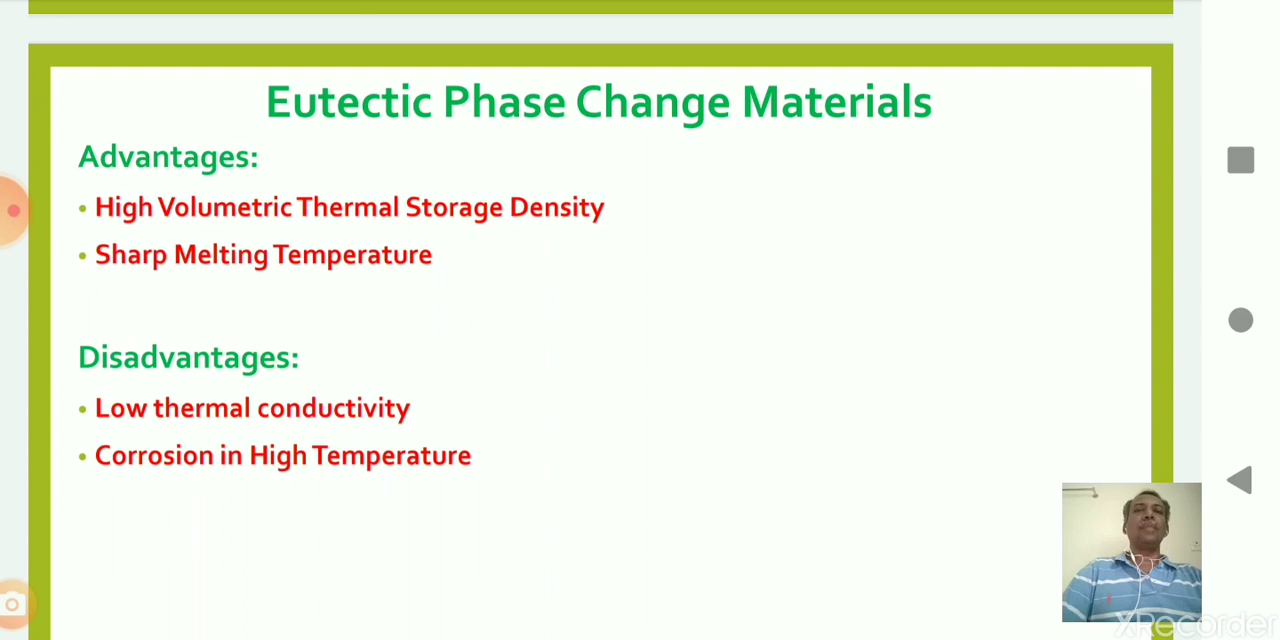 Eutectic Phase Change Materials
Advantages:
• High Volumetric Thermal Storage Density
• Sharp Melting Temperature
Disadvantages:
• Low thermal conductivity
• Corrosion in High Temperature
XRecorder